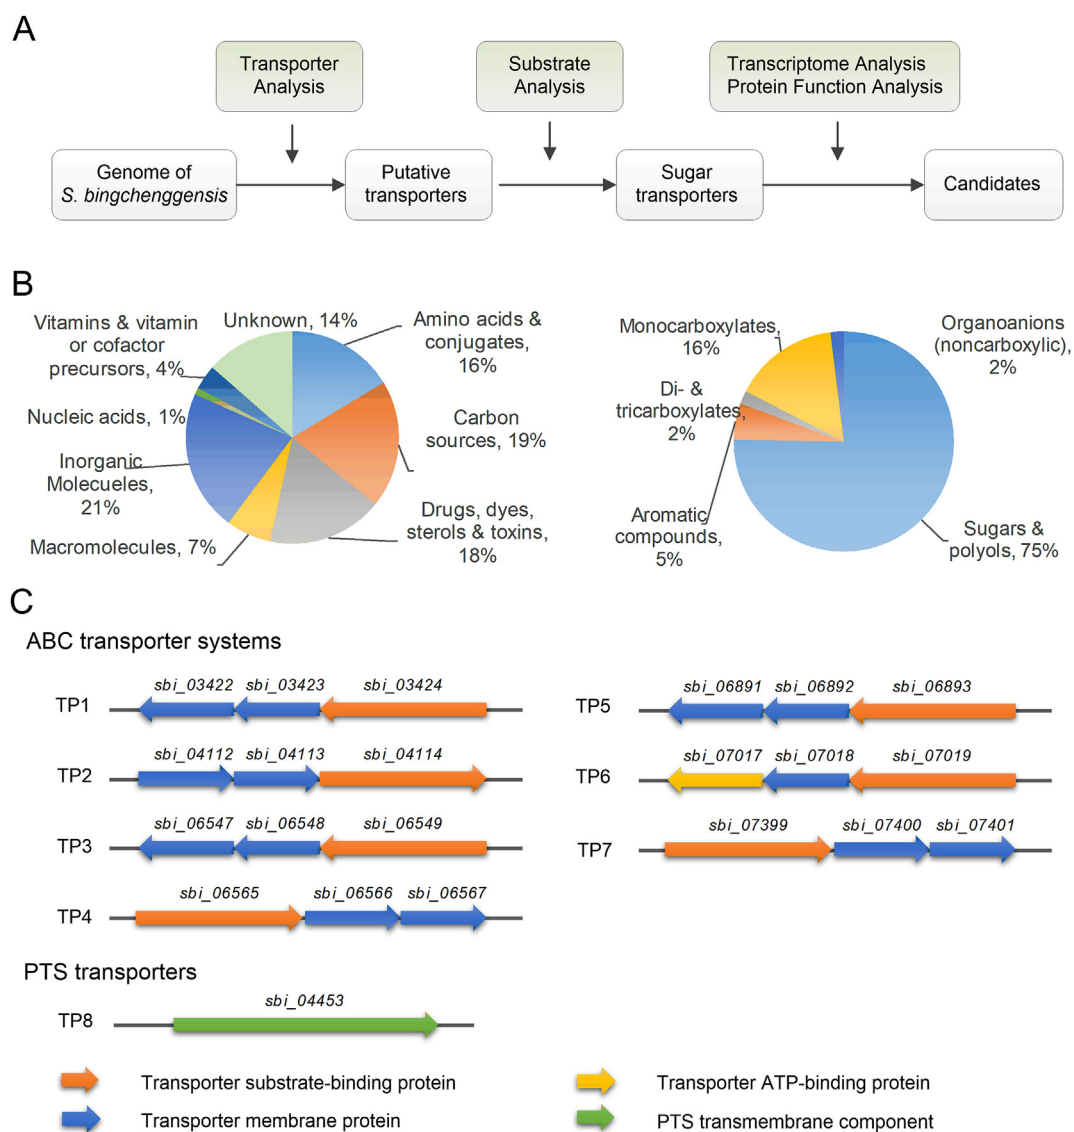 A
Transporter
Analysis
Substrate
Analysis
Transcriptome Analysis
Protein Function Analysis
Genome of
S. bingchenggensis
Putative
transporters
Sugar
transporters
Candidates
B
Vitamins & vitamin
or cofactor
precursors, 4%
Unknown, 14%
Amino acids &
conjugates,
16%
Nucleic acids, 1%
Carbon
sources, 19%
Inorganic
Molecueles,
21%
Drugs, dyes,
sterols & toxins,
18%
Macromolecules, 7%
Monocarboxylates,
16%
Organoanions
(noncarboxylic),
2%
Di- &
tricarboxylates,
2%
Aromatic
compounds,
5%
Sugars &
polyols, 75%
C
ABC transporter systems
TP1 sbi_03422 sbi_03423 sbi_03424
TP2 sbi_04112 sbi_04113 sbi_04114
TP3 sbi_06547 sbi_06548 sbi_06549
TP4 sbi_06565 sbi_06566 sbi_06567
TP5 sbi_06891 sbi_06892 sbi_06893
TP6 sbi_07017 sbi_07018 sbi_07019
TP7 sbi_07399 sbi_07400 sbi_07401
PTS transporters
TP8 sbi_04453
Transporter substrate-binding protein
Transporter membrane protein
Transporter ATP-binding protein
PTS transmembrane component